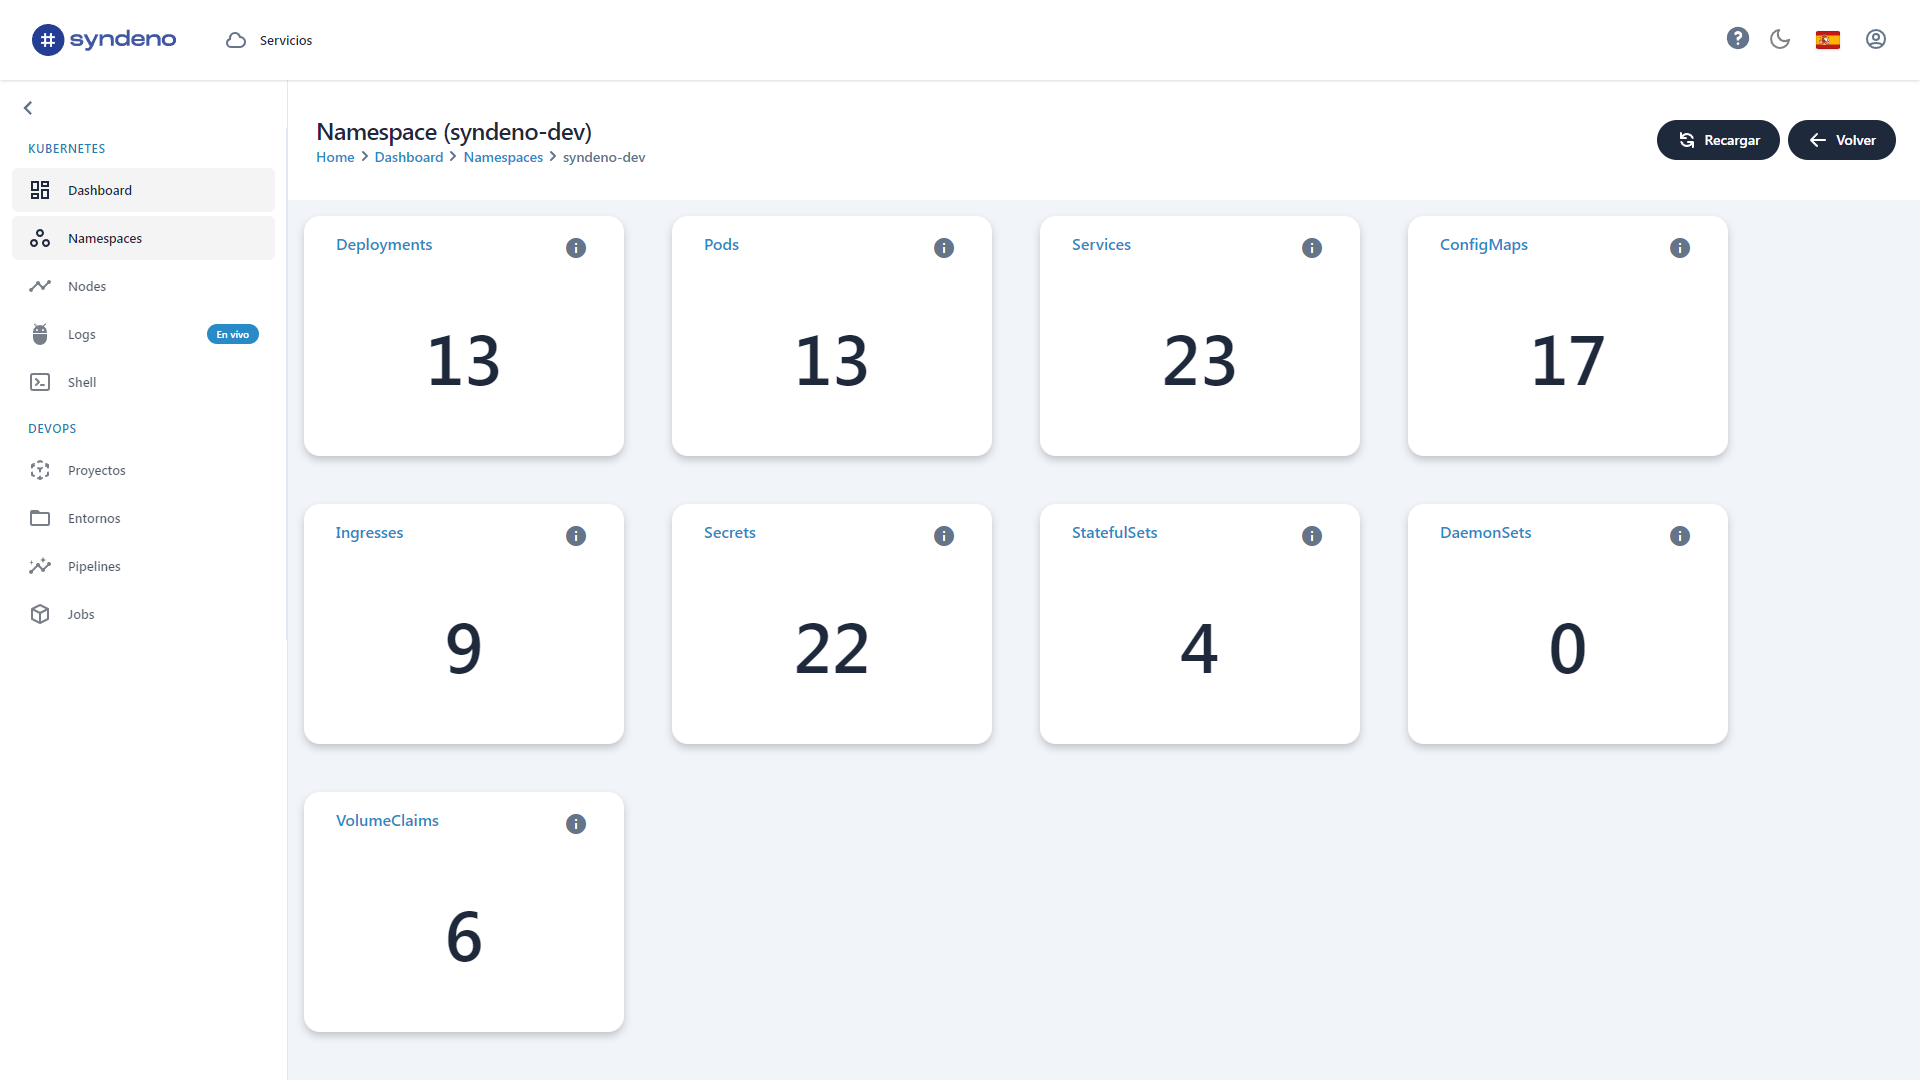 syndeno
Servicios
KUBERNETES
Dashboard
Namespaces
Nodes
Logs
En vivo
Shell
DEVOPS
Proyectos
Entornos
Pipelines
Jobs
Namespace (syndeno-dev)
Home > Dashboard > Namespaces > syndeno-dev
Recargar
Volver
Deployments
13
Pods
13
Services
23
ConfigMaps
17
Ingresses
9
Secrets
22
StatefulSets
4
DaemonSets
0
VolumeClaims
6